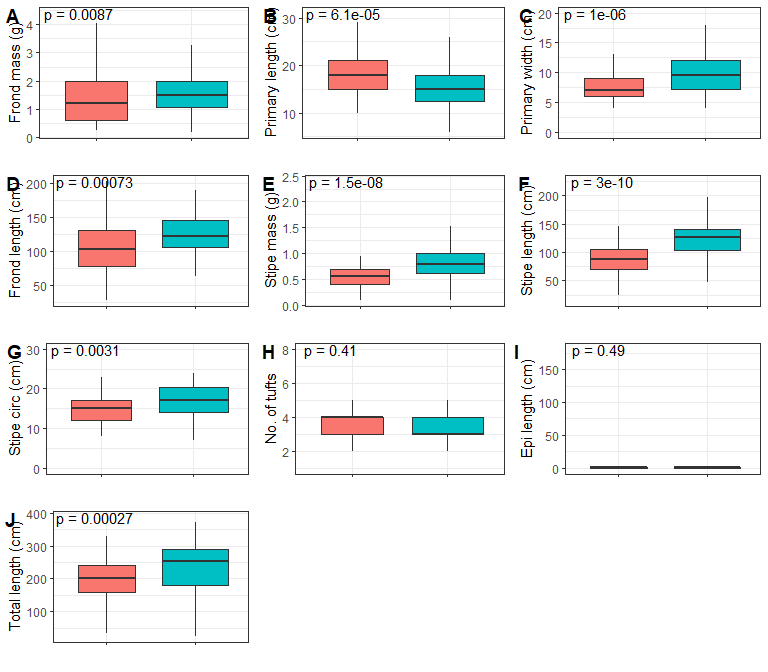 A
p = 0.0087
Frond mass (g)
4
3
2
1
0
B
p = 6.1e-05
Primary length (cm)
30
20
10
C
p = 1e-06
Primary width (cm)
20
15
10
5
0
D
p = 0.00073
Frond length (cm)
200
150
100
50
E
p = 1.5e-08
Stipe mass (g)
2.5
2.0
1.5
1.0
0.5
0.0
F
p = 3e-10
Stipe length (cm)
200
150
100
50
G
p = 0.0031
Stipe circ (cm)
30
20
10
0
H
p = 0.41
No. of tufts
8
6
4
2
I
p = 0.49
Epi length (cm)
150
100
50
0
J
p = 0.00027
Total length (cm)
400
300
200
100